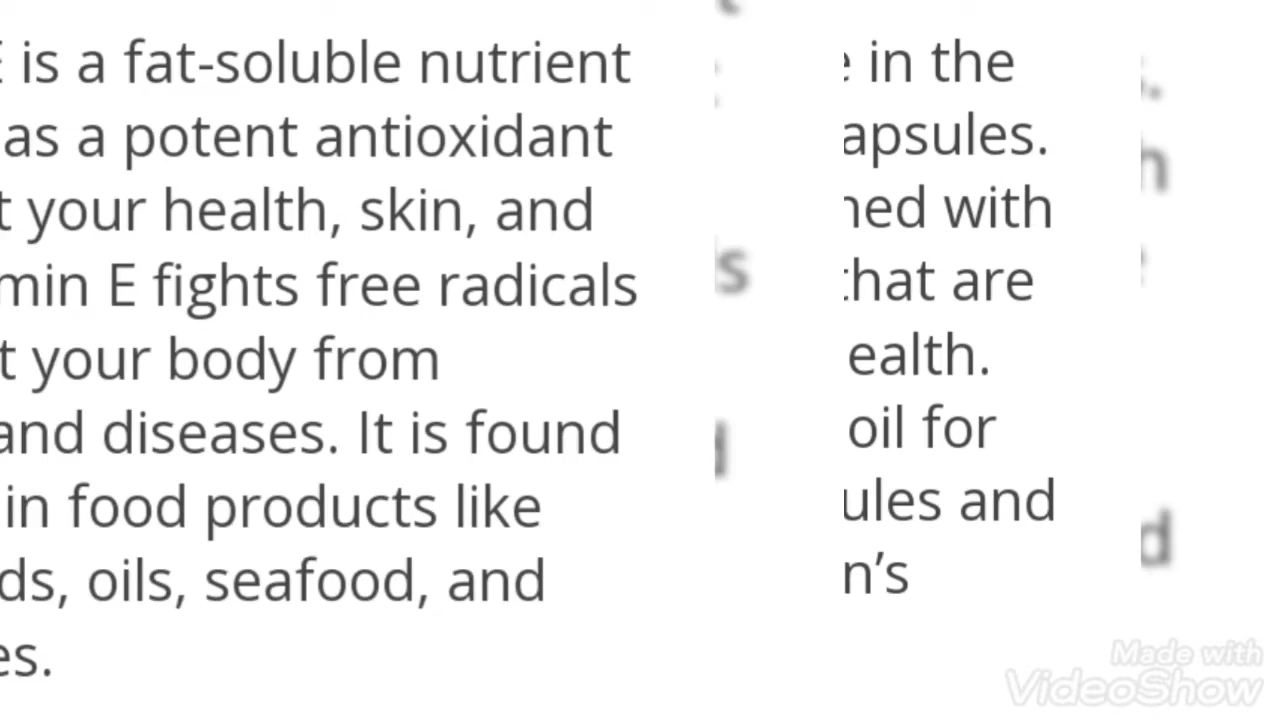 is a fat-soluble nutrient
as a potent antioxidant
your health, skin, and
min E fights free radicals
your body from
and diseases. It is found
in food products like
ds, oils, seafood, and
es.
in the
apsules.
ned with
that are
ealth.
oil for
ules and
n’s
Made with
VideoShow